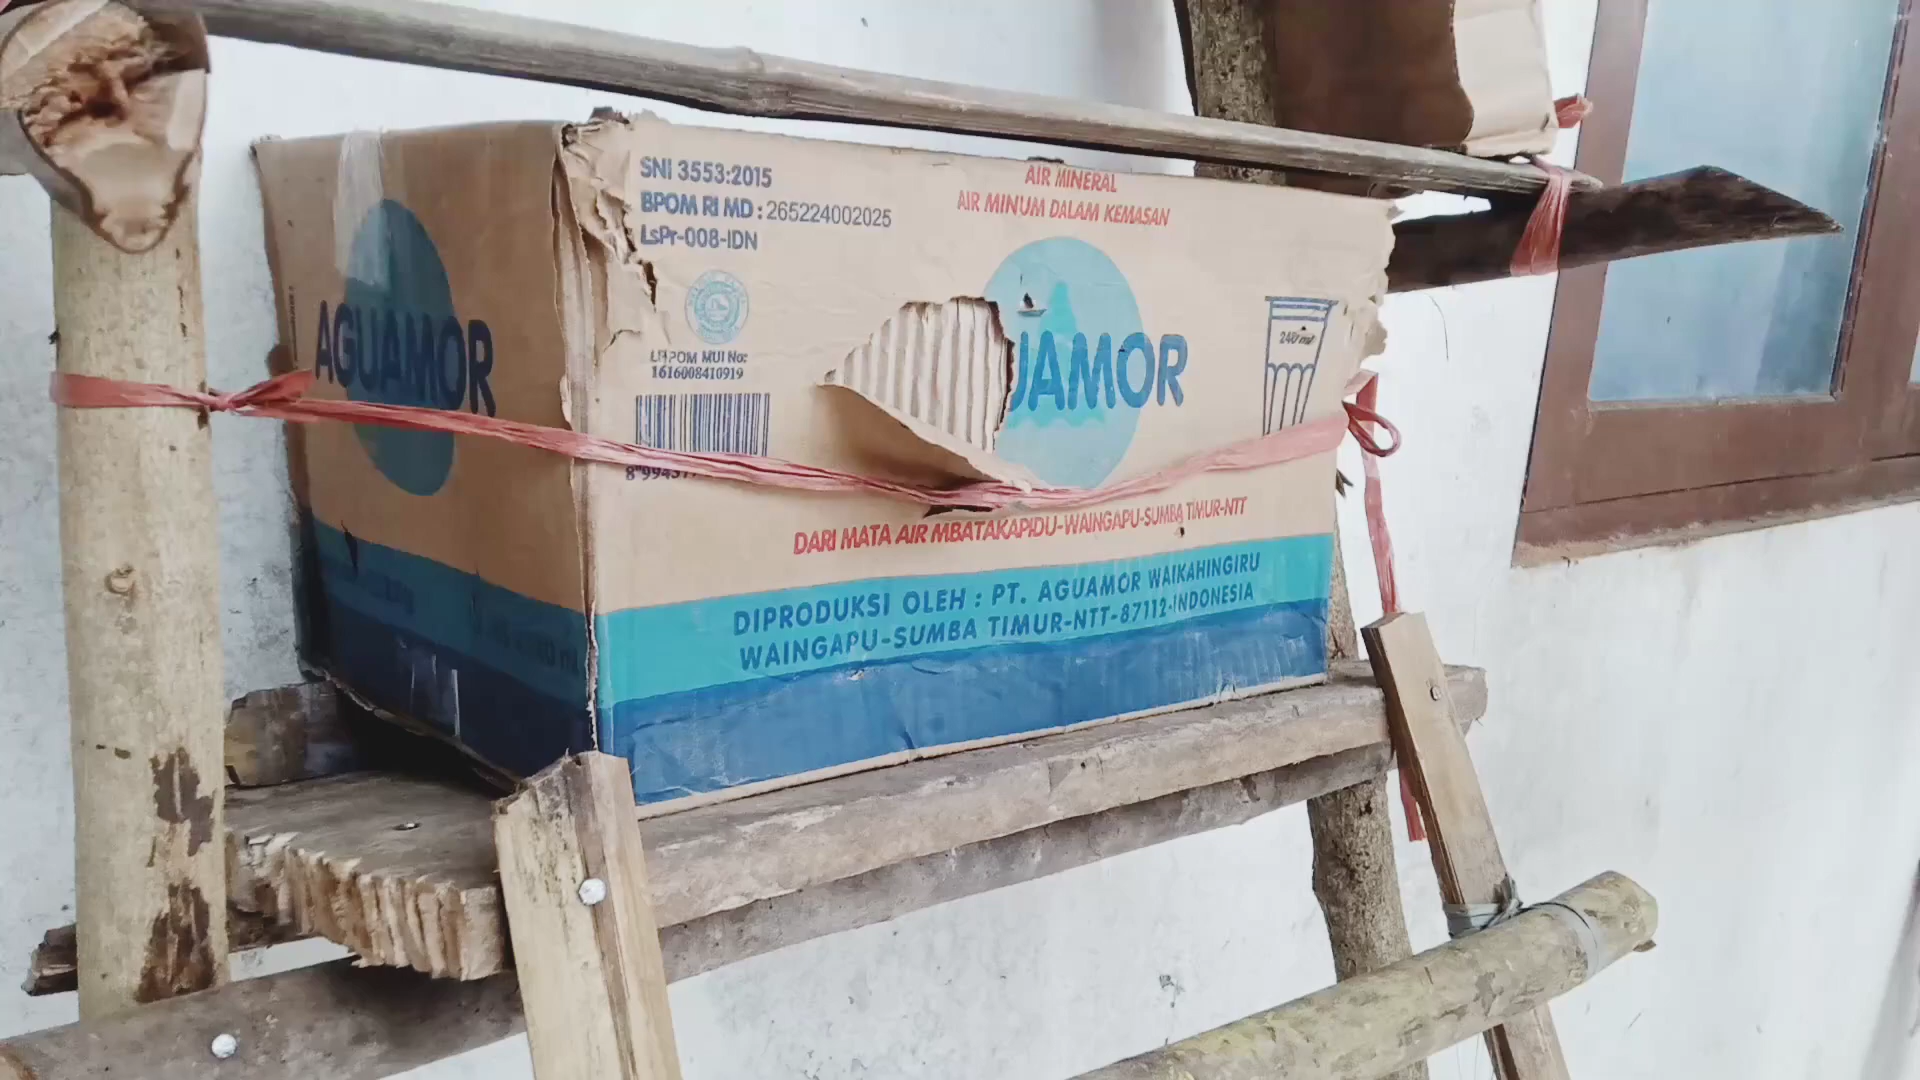 AGUAMOR
SNI 3553:2015
BPOM RI MD : 265224002025
LsPr-008-IDN
LPPOM MUI No:
1616008410919
AIR MINERAL
AIR MINUM DALAM KEMASAN
UAMOR
240 ml
DARI MATA AIR MBATAKAPIDU-WAINGAPU-SUMBA TIMUR-NTT
DIPRODUKSI OLEH : PT. AGUAMOR WAIKAHINGIRU
WAINGAPU-SUMBA TIMUR-NTT-87112-INDONESIA